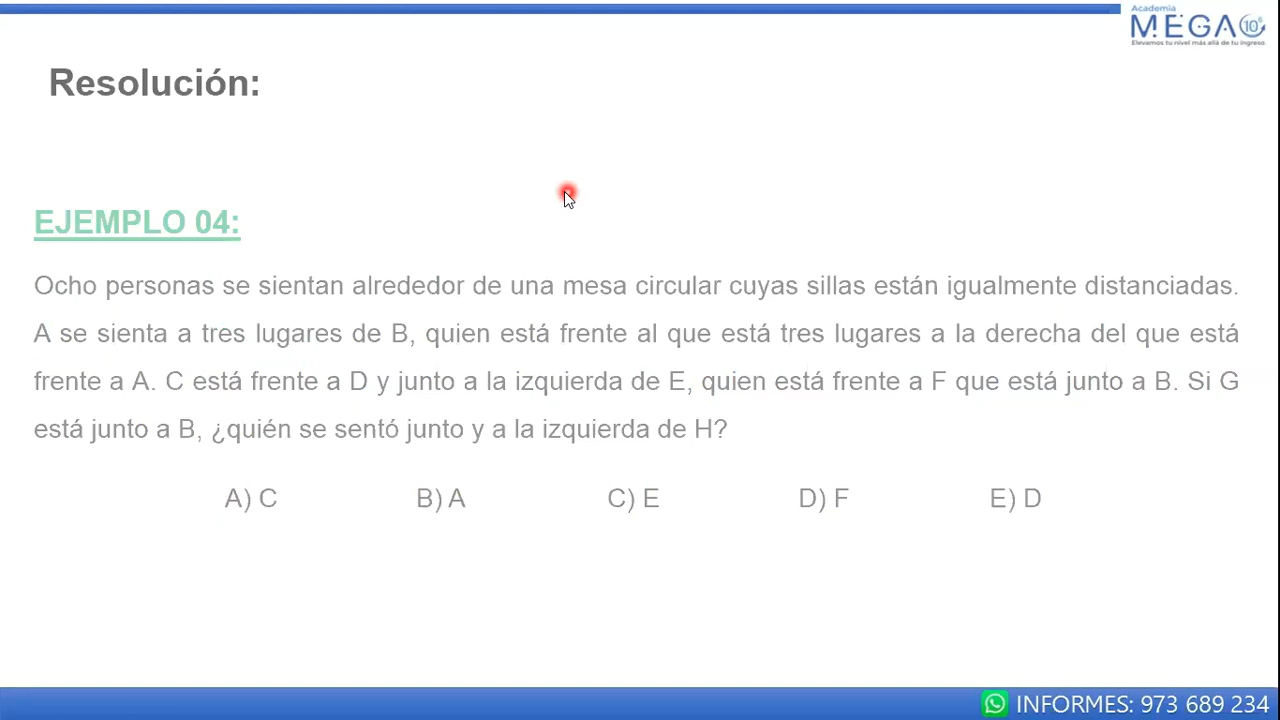 Academia
MEGA 10⁶
Elevamos tu nivel más allá de tu ingreso.
Resolución:
EJEMPLO 04:
Ocho personas se sientan alrededor de una mesa circular cuyas sillas están igualmente distanciadas.
A se sienta a tres lugares de B, quien está frente al que está tres lugares a la derecha del que está
frente a A. C está frente a D y junto a la izquierda de E, quien está frente a F que está junto a B. Si G
está junto a B, ¿quién se sentó junto y a la izquierda de H?
A) C B) A C) E D) F E) D
INFORMES: 973 689 234